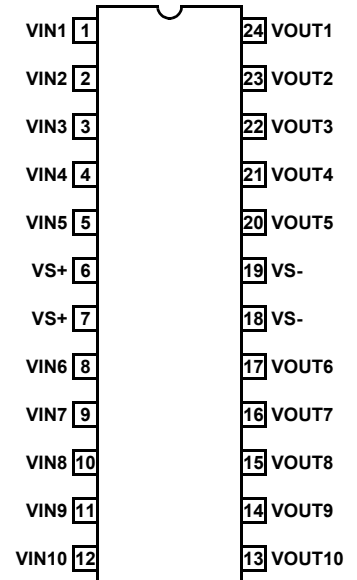 VIN1 1 24 VOUT1
VIN2 2 23 VOUT2
VIN3 3 22 VOUT3
VIN4 4 21 VOUT4
VIN5 5 20 VOUT5
VS+ 6 19 VS-
VS+ 7 18 VS-
VIN6 8 17 VOUT6
VIN7 9 16 VOUT7
VIN8 10 15 VOUT8
VIN9 11 14 VOUT9
VIN10 12 13 VOUT10